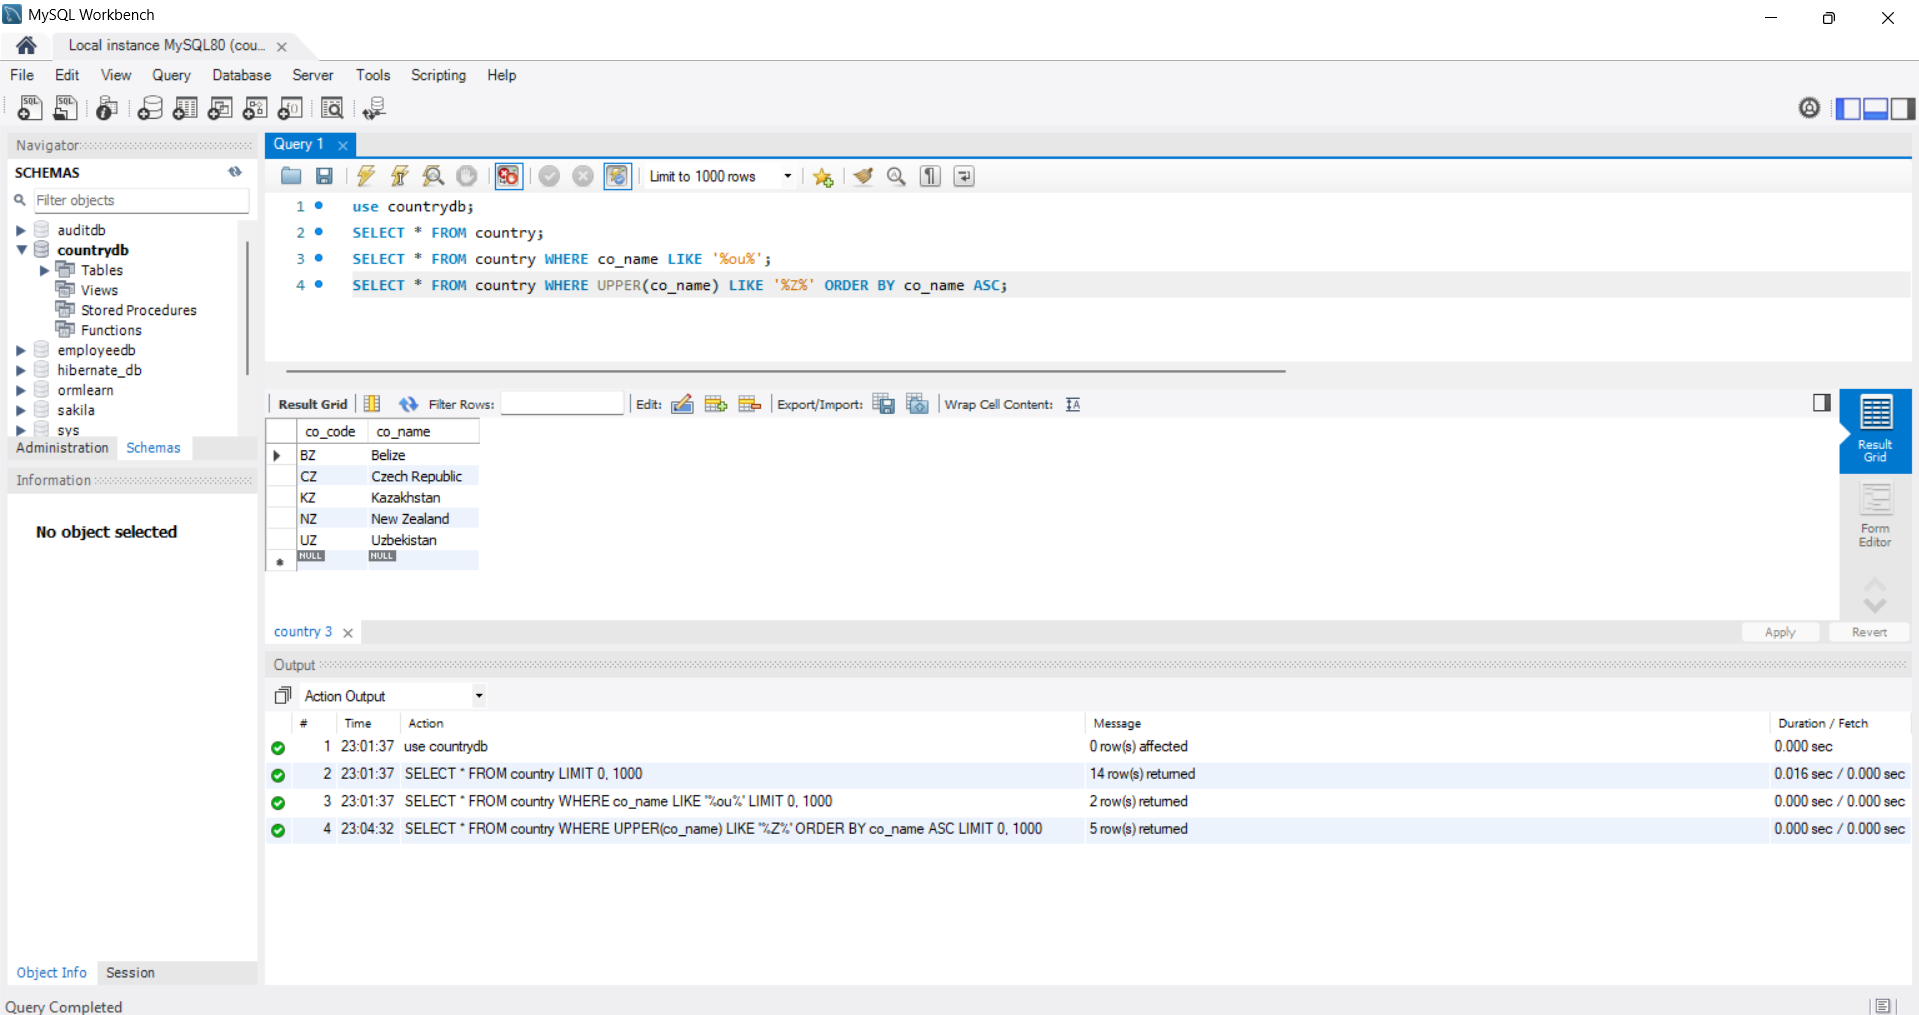 MySQL Workbench
Local instance MySQL80 (cou...
File Edit View Query Database Server Tools Scripting Help
Navigator
SCHEMAS
Filter objects
auditdb
countrydb
Tables
Views
Stored Procedures
Functions
employeedb
hibernate_db
ormlearn
sakila
sys
Administration Schemas
Information
No object selected
Object Info Session
Query 1
Limit to 1000 rows
1 use countrydb;
2 SELECT * FROM country;
3 SELECT * FROM country WHERE co_name LIKE '%ou%';
4 SELECT * FROM country WHERE UPPER(co_name) LIKE '%Z%' ORDER BY co_name ASC;
Result Grid Filter Rows: Edit: Export/Import: Wrap Cell Content:
co_code co_name
BZ Belize
CZ Czech Republic
KZ Kazakhstan
NZ New Zealand
UZ Uzbekistan
NULL NULL
Result
Grid
Form
Editor
country 3
Apply Revert
Output
Action Output
# Time Action Message Duration / Fetch
1 23:01:37 use countrydb 0 row(s) affected 0.000 sec
2 23:01:37 SELECT * FROM country LIMIT 0, 1000 14 row(s) returned 0.016 sec / 0.000 sec
3 23:01:37 SELECT * FROM country WHERE co_name LIKE '%ou%' LIMIT 0, 1000 2 row(s) returned 0.000 sec / 0.000 sec
4 23:04:32 SELECT * FROM country WHERE UPPER(co_name) LIKE '%Z%' ORDER BY co_name ASC LIMIT 0, 1000 5 row(s) returned 0.000 sec / 0.000 sec
Query Completed